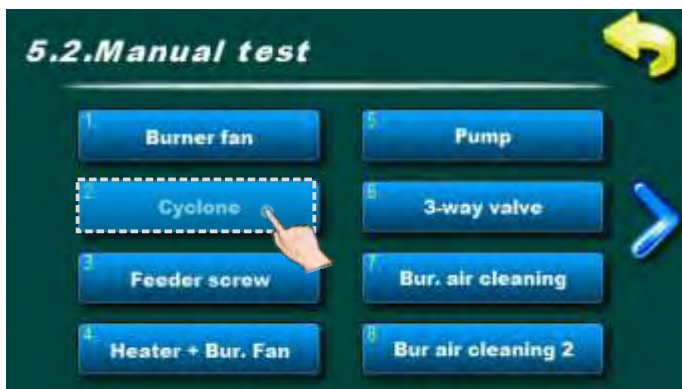 5.2.Manual test
1 Burner fan
2 Cyclone
3 Feeder screw
4 Heater + Bur. Fan
5 Pump
6 3-way valve
7 Bur. air cleaning
8 Bur air cleaning 2